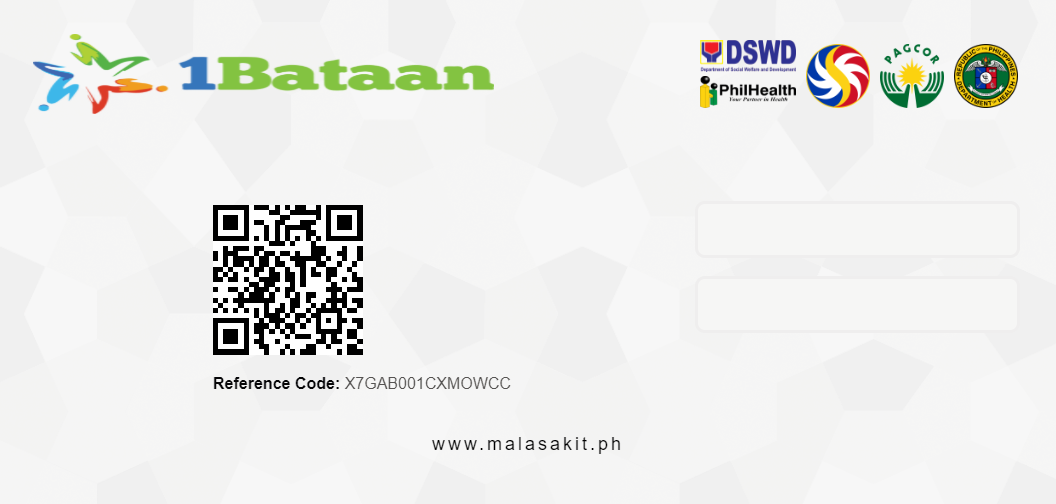 1Bataan
DSWD
Department of Social Welfare and Development
PhilHealth
Your Partner in Health
PAGCOR
REPUBLIC OF THE PHILIPPINES
DEPARTMENT OF HEALTH
Reference Code: X7GAB001CXMOWCC
www.malasakit.ph